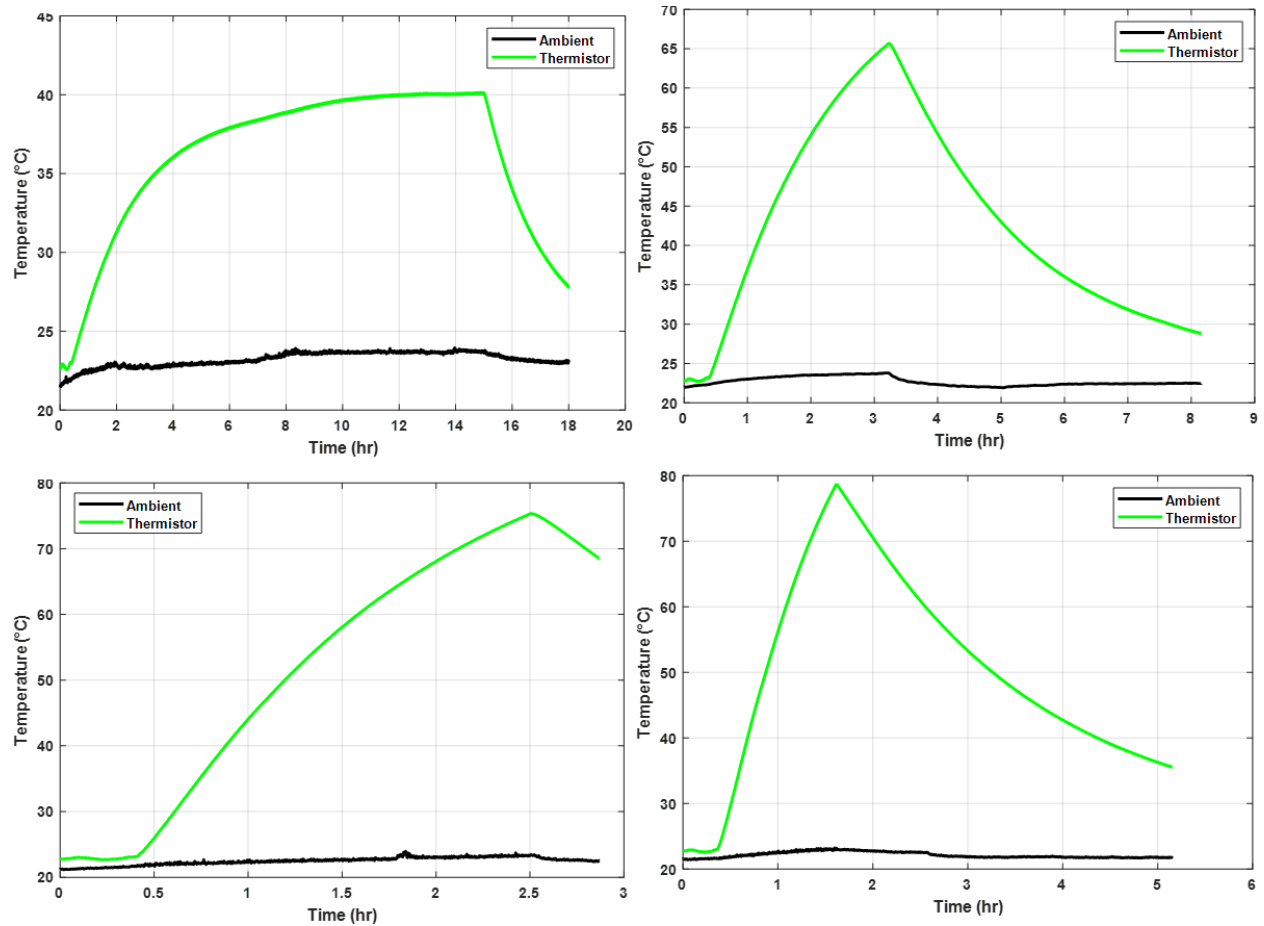 45
40
35
30
25
20
0 2 4 6 8 10 12 14 16 18 20
Temperature (°C)
Time (hr)
Ambient
Thermistor
70
65
60
55
50
45
40
35
30
25
20
0 1 2 3 4 5 6 7 8 9
Temperature (°C)
Time (hr)
Ambient
Thermistor
80
70
60
50
40
30
20
0 0.5 1 1.5 2 2.5 3
Temperature (°C)
Time (hr)
Ambient
Thermistor
80
70
60
50
40
30
20
0 1 2 3 4 5 6
Temperature (°C)
Time (hr)
Ambient
Thermistor